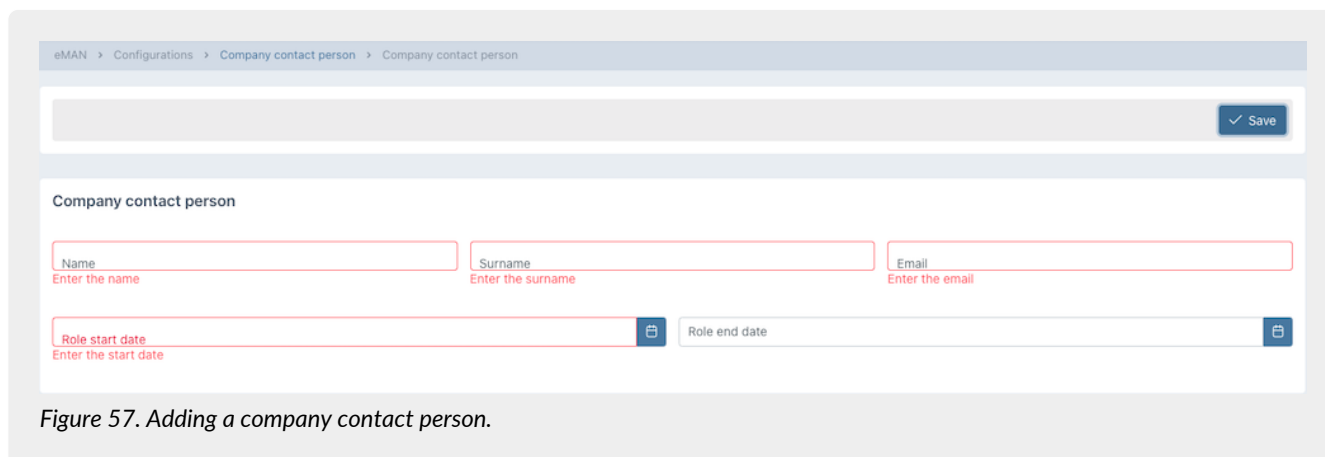 eMAN > Configurations > Company contact person > Company contact person
Save
Company contact person
Name Surname Email
Enter the name Enter the surname Enter the email
Role start date Role end date
Enter the start date
Figure 57. Adding a company contact person.